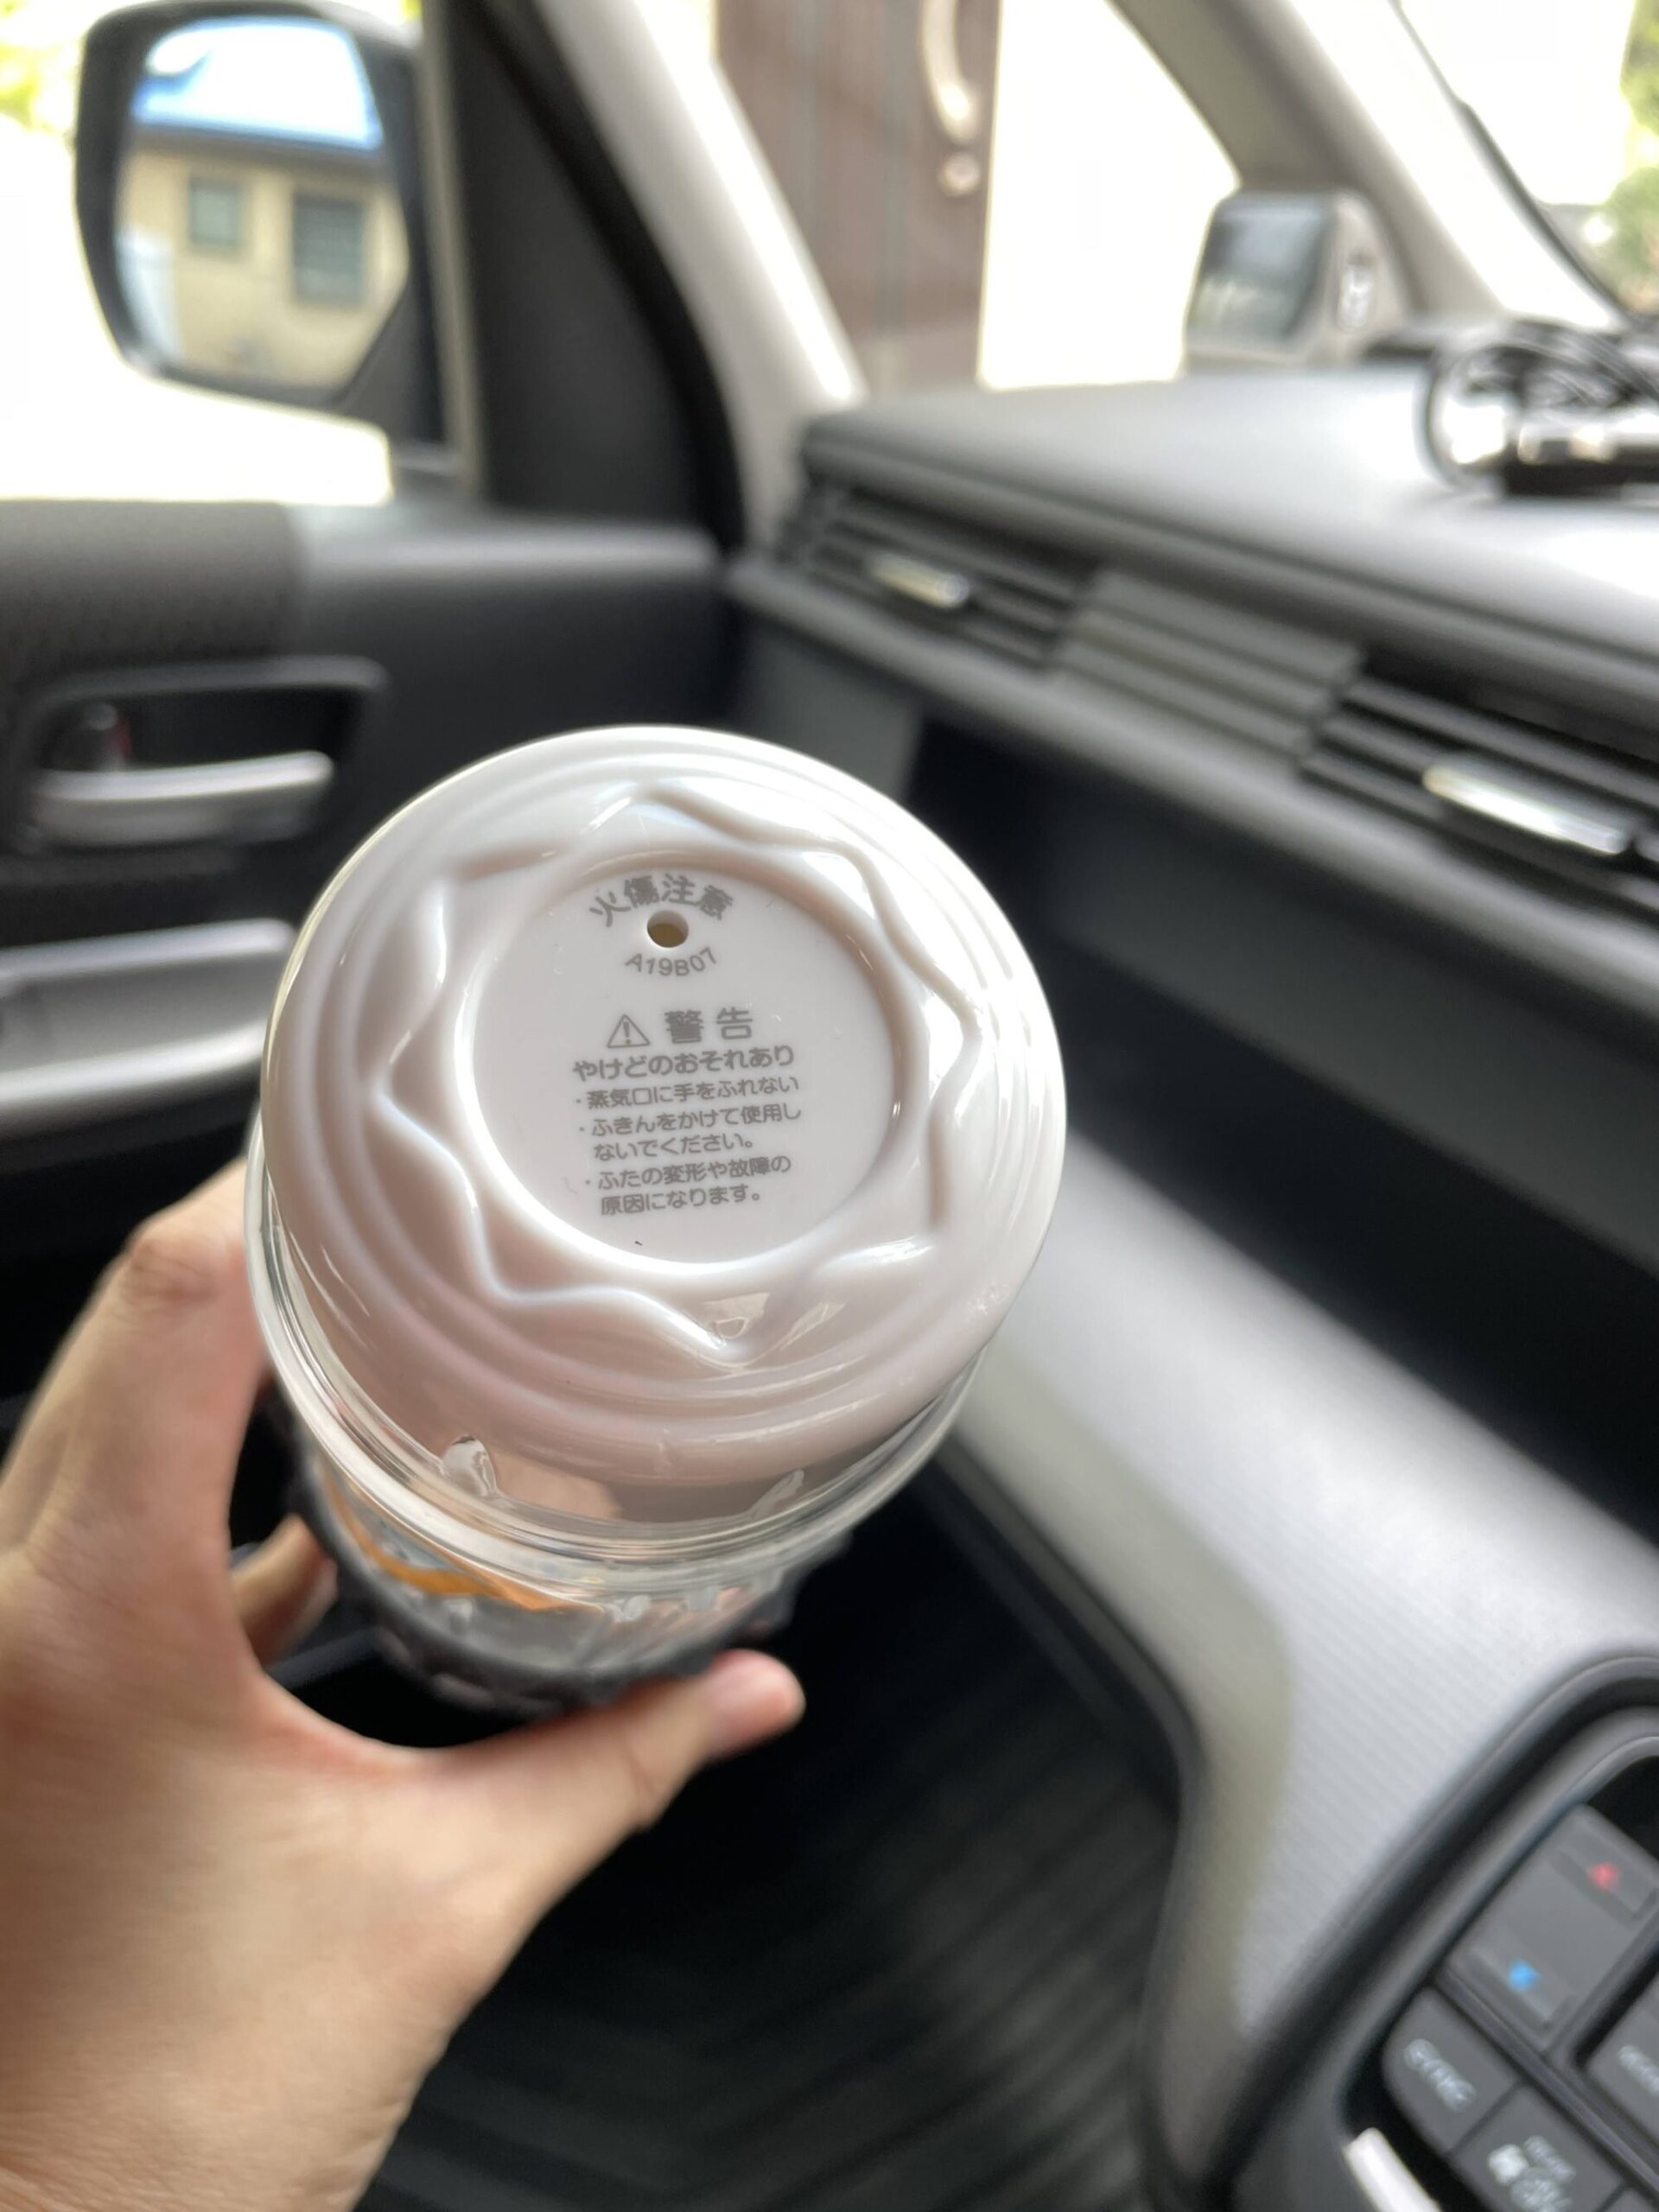 火傷注意
A19B07
⚠ 警告
やけどのおそれあり
・蒸気口に手をふれない
・ふきんをかけて使用し
ないでください。
・ふたの変形や故障の
原因になります。
SYNC